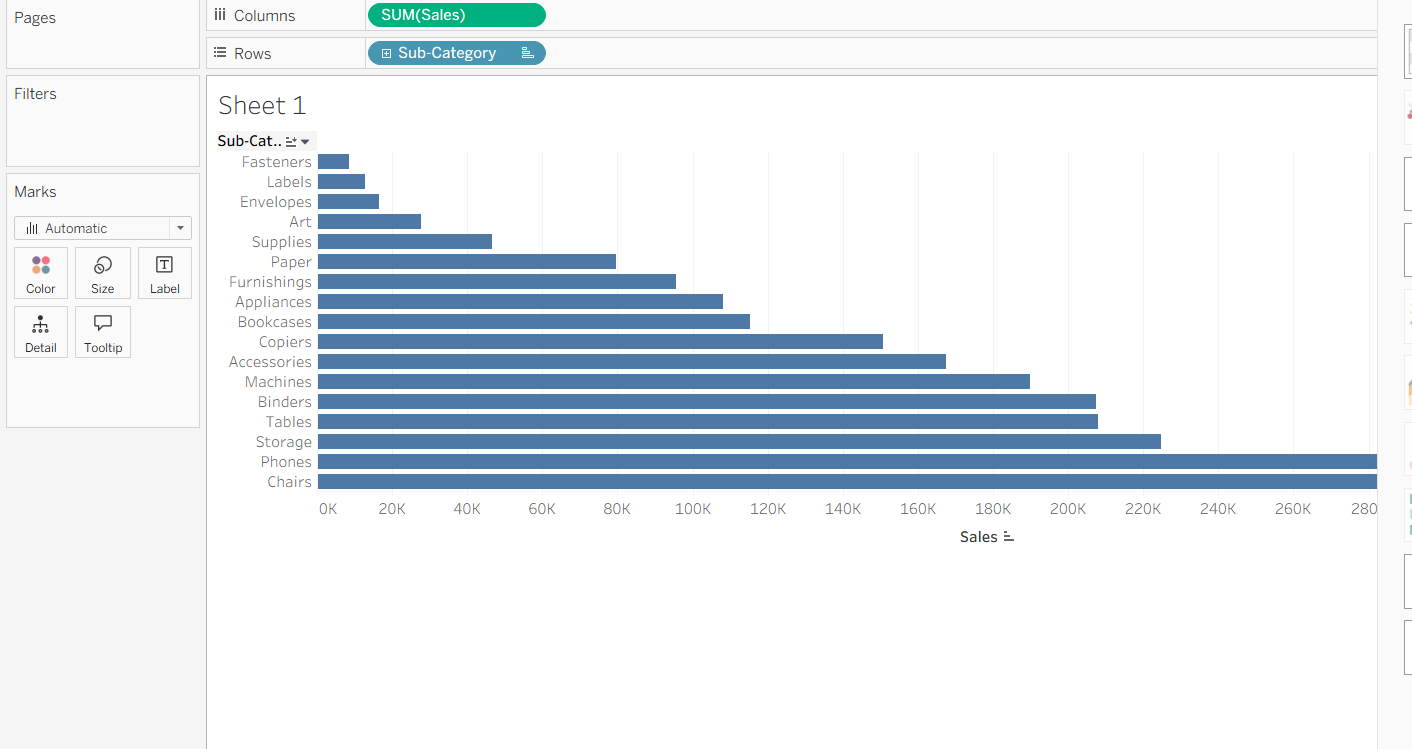 Pages
Columns
SUM(Sales)
Rows
Sub-Category
Filters
Marks
Automatic
Color
Size
Label
Detail
Tooltip
Sheet 1
Sub-Cat..
Fasteners
Labels
Envelopes
Art
Supplies
Paper
Furnishings
Appliances
Bookcases
Copiers
Accessories
Machines
Binders
Tables
Storage
Phones
Chairs
0K 20K 40K 60K 80K 100K 120K 140K 160K 180K 200K 220K 240K 260K 280
Sales